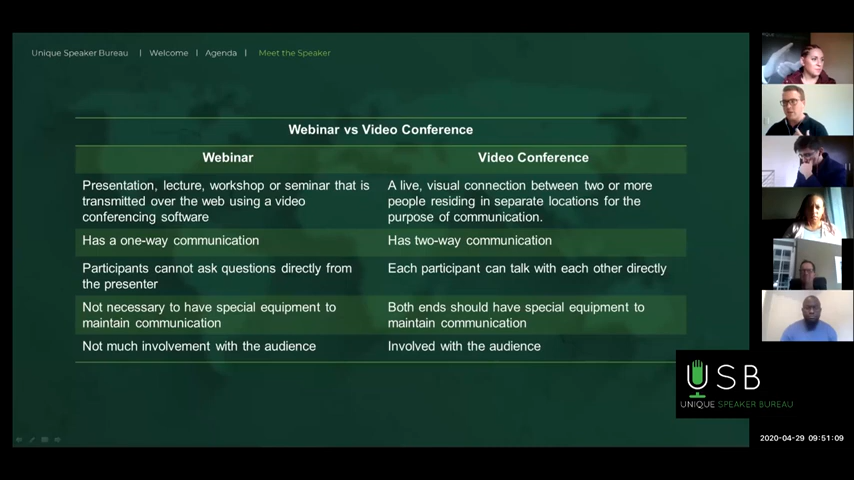 Unique Speaker Bureau | Welcome | Agenda | Meet the Speaker
Webinar vs Video Conference
Webinar Video Conference
Presentation, lecture, workshop or seminar that is
transmitted over the web using a video
conferencing software
A live, visual connection between two or more
people residing in separate locations for the
purpose of communication.
Has a one-way communication
Has two-way communication
Participants cannot ask questions directly from
the presenter
Each participant can talk with each other directly
Not necessary to have special equipment to
maintain communication
Both ends should have special equipment to
maintain communication
Not much involvement with the audience
Involved with the audience
USB
UNIQUE SPEAKER BUREAU
2020-04-29 09:51:09